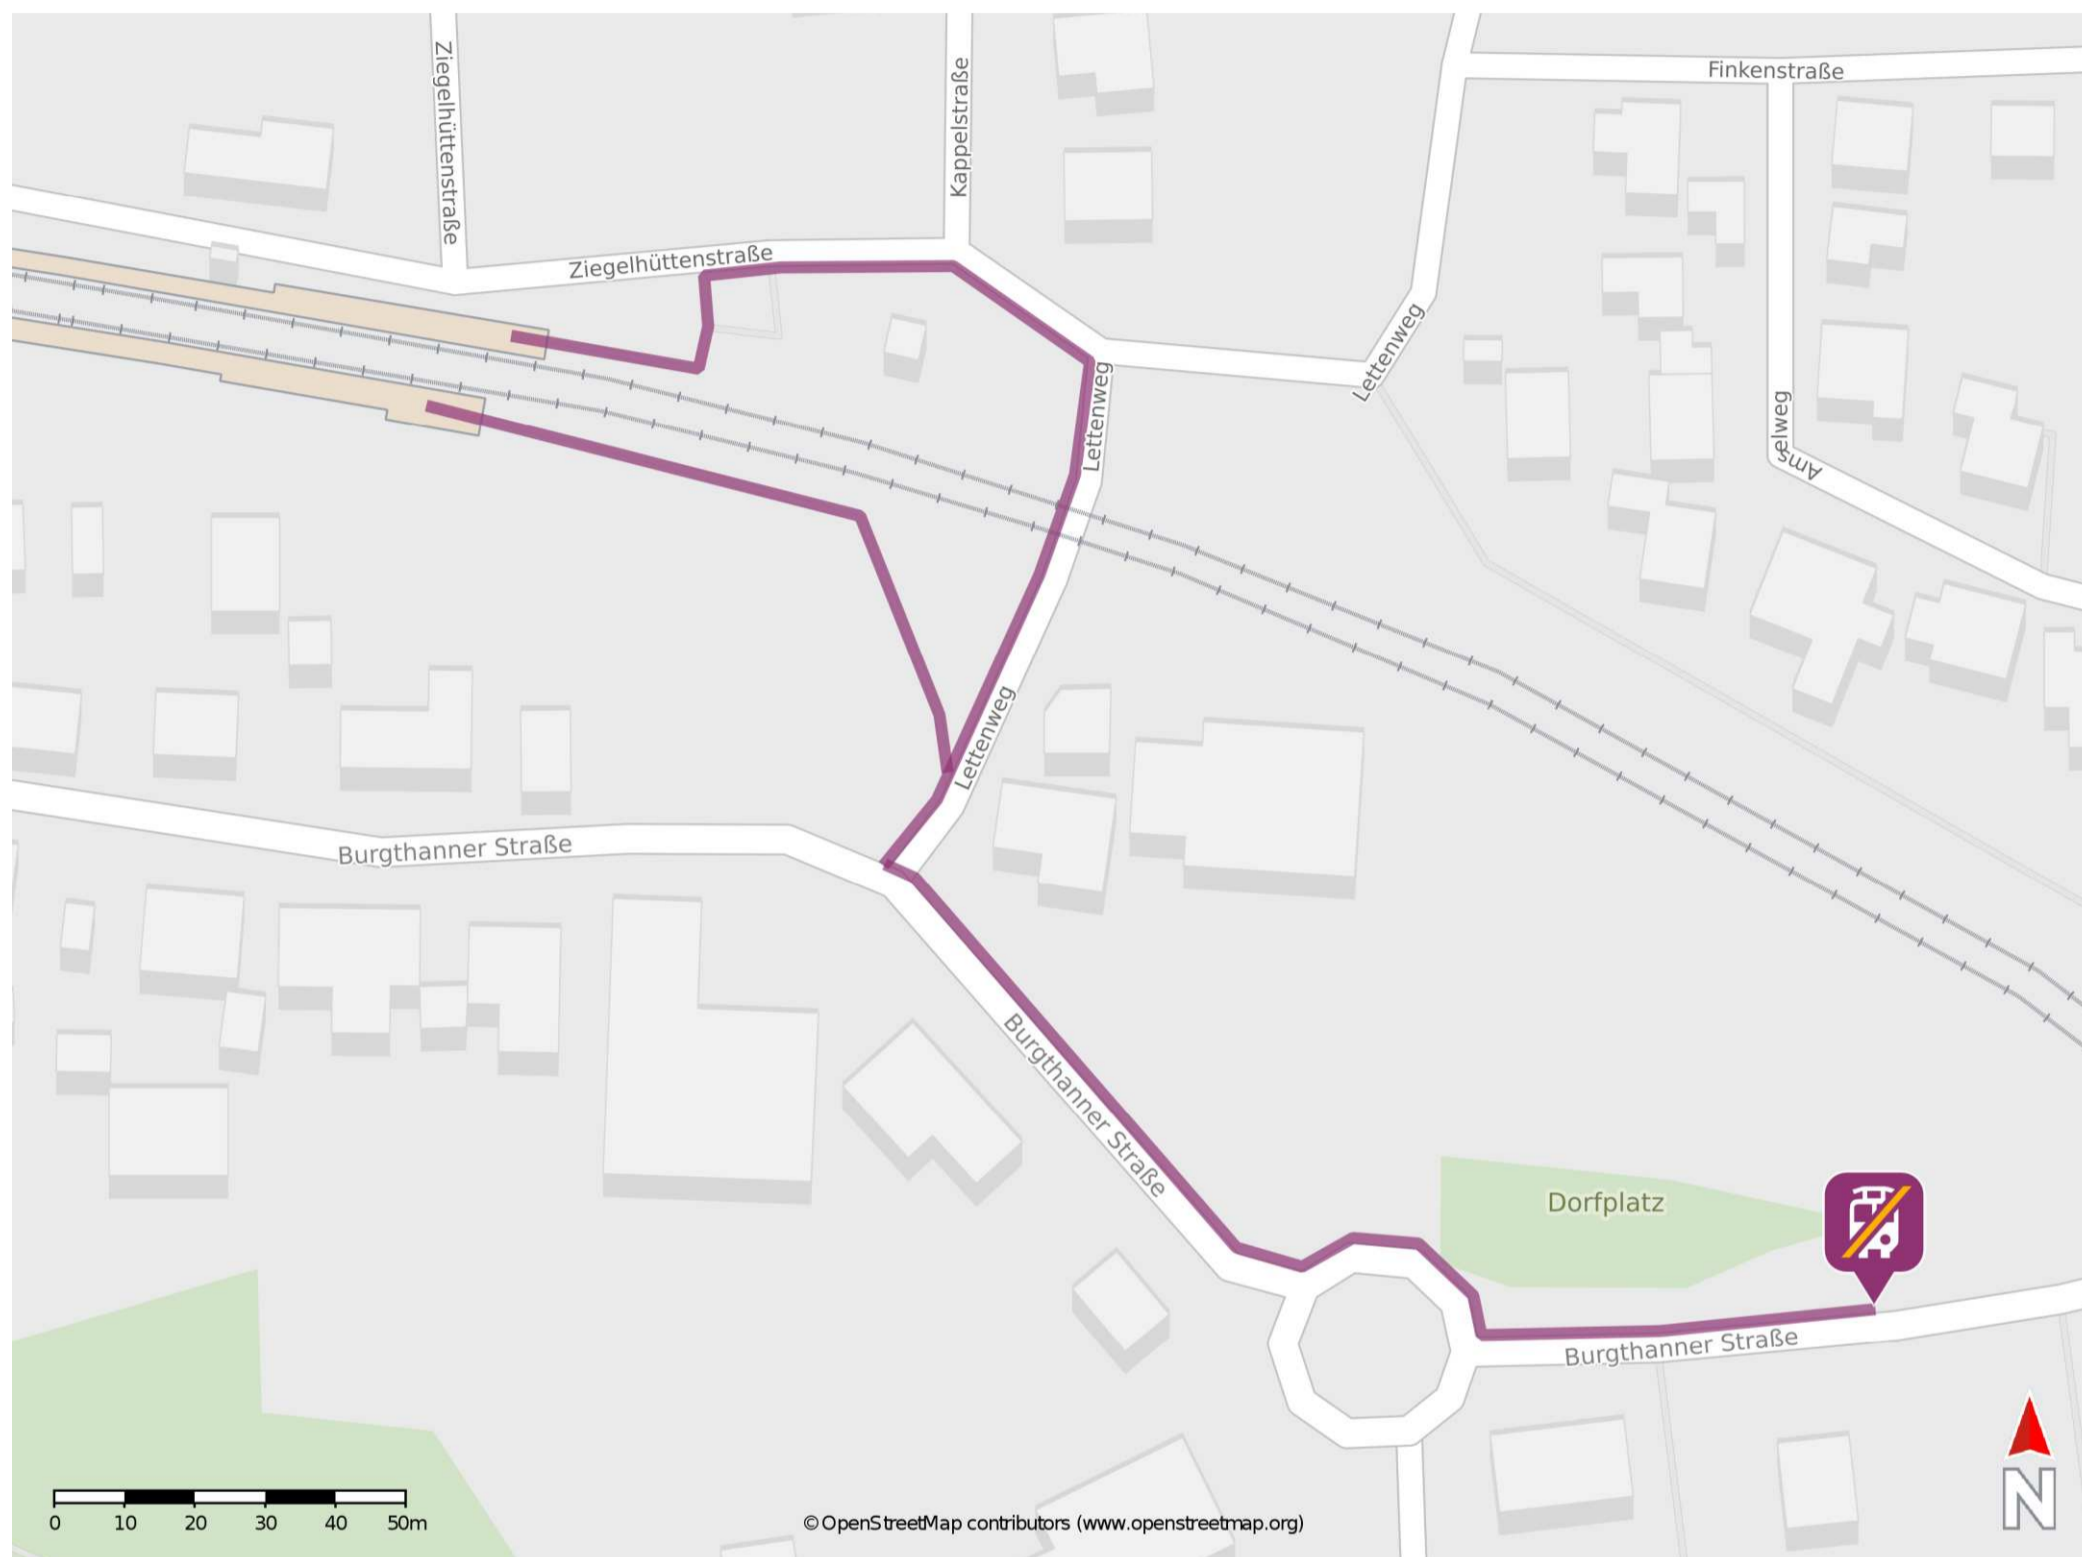 Ziegelhüttenstraße
Kappelstraße
Finkenstraße
Ziegelhüttenstraße
Lettenweg
Lettenweg
Amselweg
Lettenweg
Burgthanner Straße
Burgthanner Straße
Dorfplatz
Burgthanner Straße
0 10 20 30 40 50m
© OpenStreetMap contributors (www.openstreetmap.org)
N